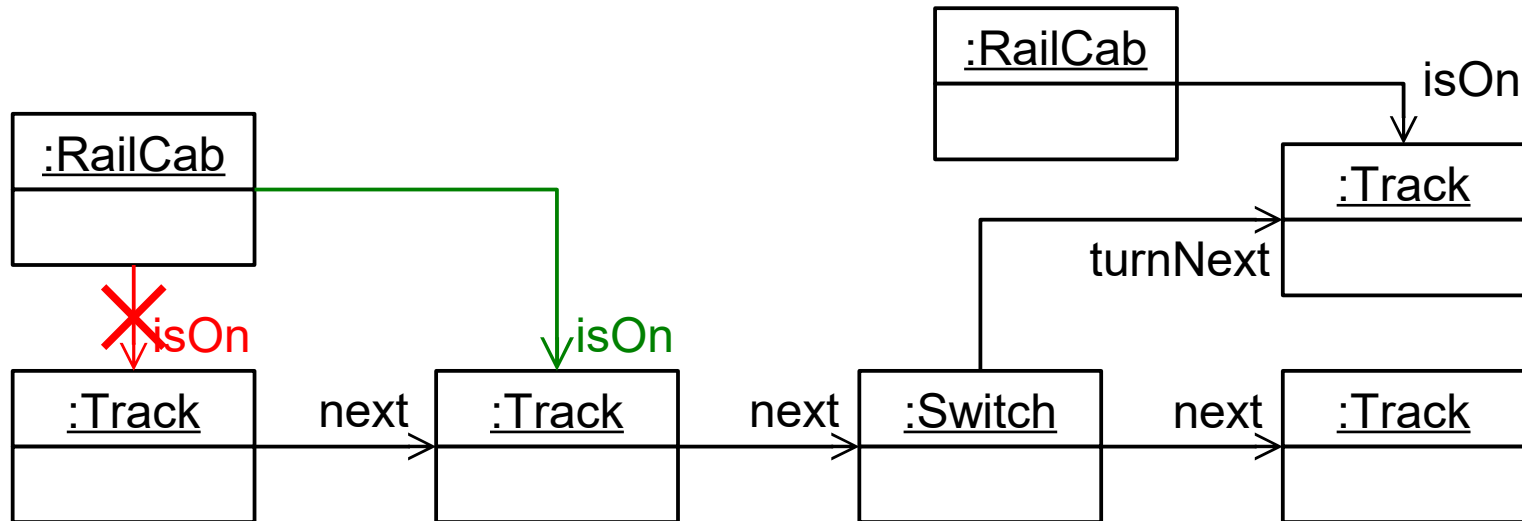 :RailCab
isOn
:RailCab
:Track
turnNext
isOn
isOn
:Track
next
:Track
next
:Switch
next
:Track